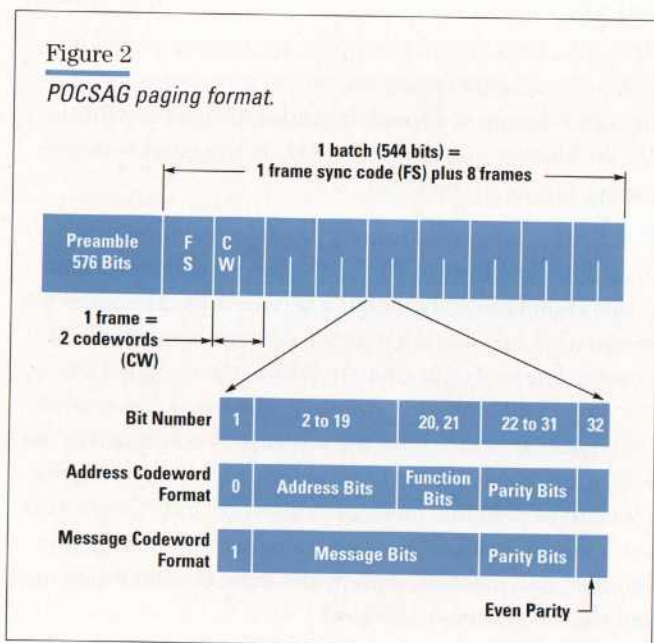 Figure 2
POCSAG paging format.
1 batch (544 bits) =
1 frame sync code (FS) plus 8 frames
Preamble
576 Bits
F
S
C
W
1 frame =
2 codewords
(CW)
Bit Number
1
2 to 19
20, 21
22 to 31
32
Address Codeword
Format
0
Address Bits
Function
Bits
Parity Bits
Message Codeword
Format
1
Message Bits
Parity Bits
Even Parity